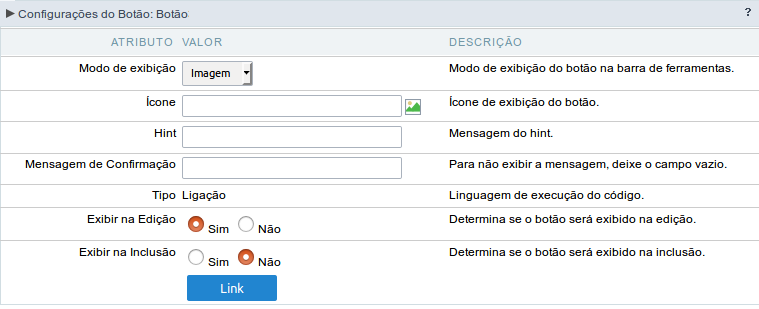 Configurações do Botão: Botão ?
ATRIBUTO VALOR DESCRIÇÃO
Modo de exibição Imagem Modo de exibição do botão na barra de ferramentas.
Ícone Ícone de exibição do botão.
Hint Mensagem do hint.
Mensagem de Confirmação Para não exibir a mensagem, deixe o campo vazio.
Tipo Ligação Linguagem de execução do código.
Exibir na Edição Sim Não Determina se o botão será exibido na edição.
Exibir na Inclusão Sim Não Determina se o botão será exibido na inclusão.
Link